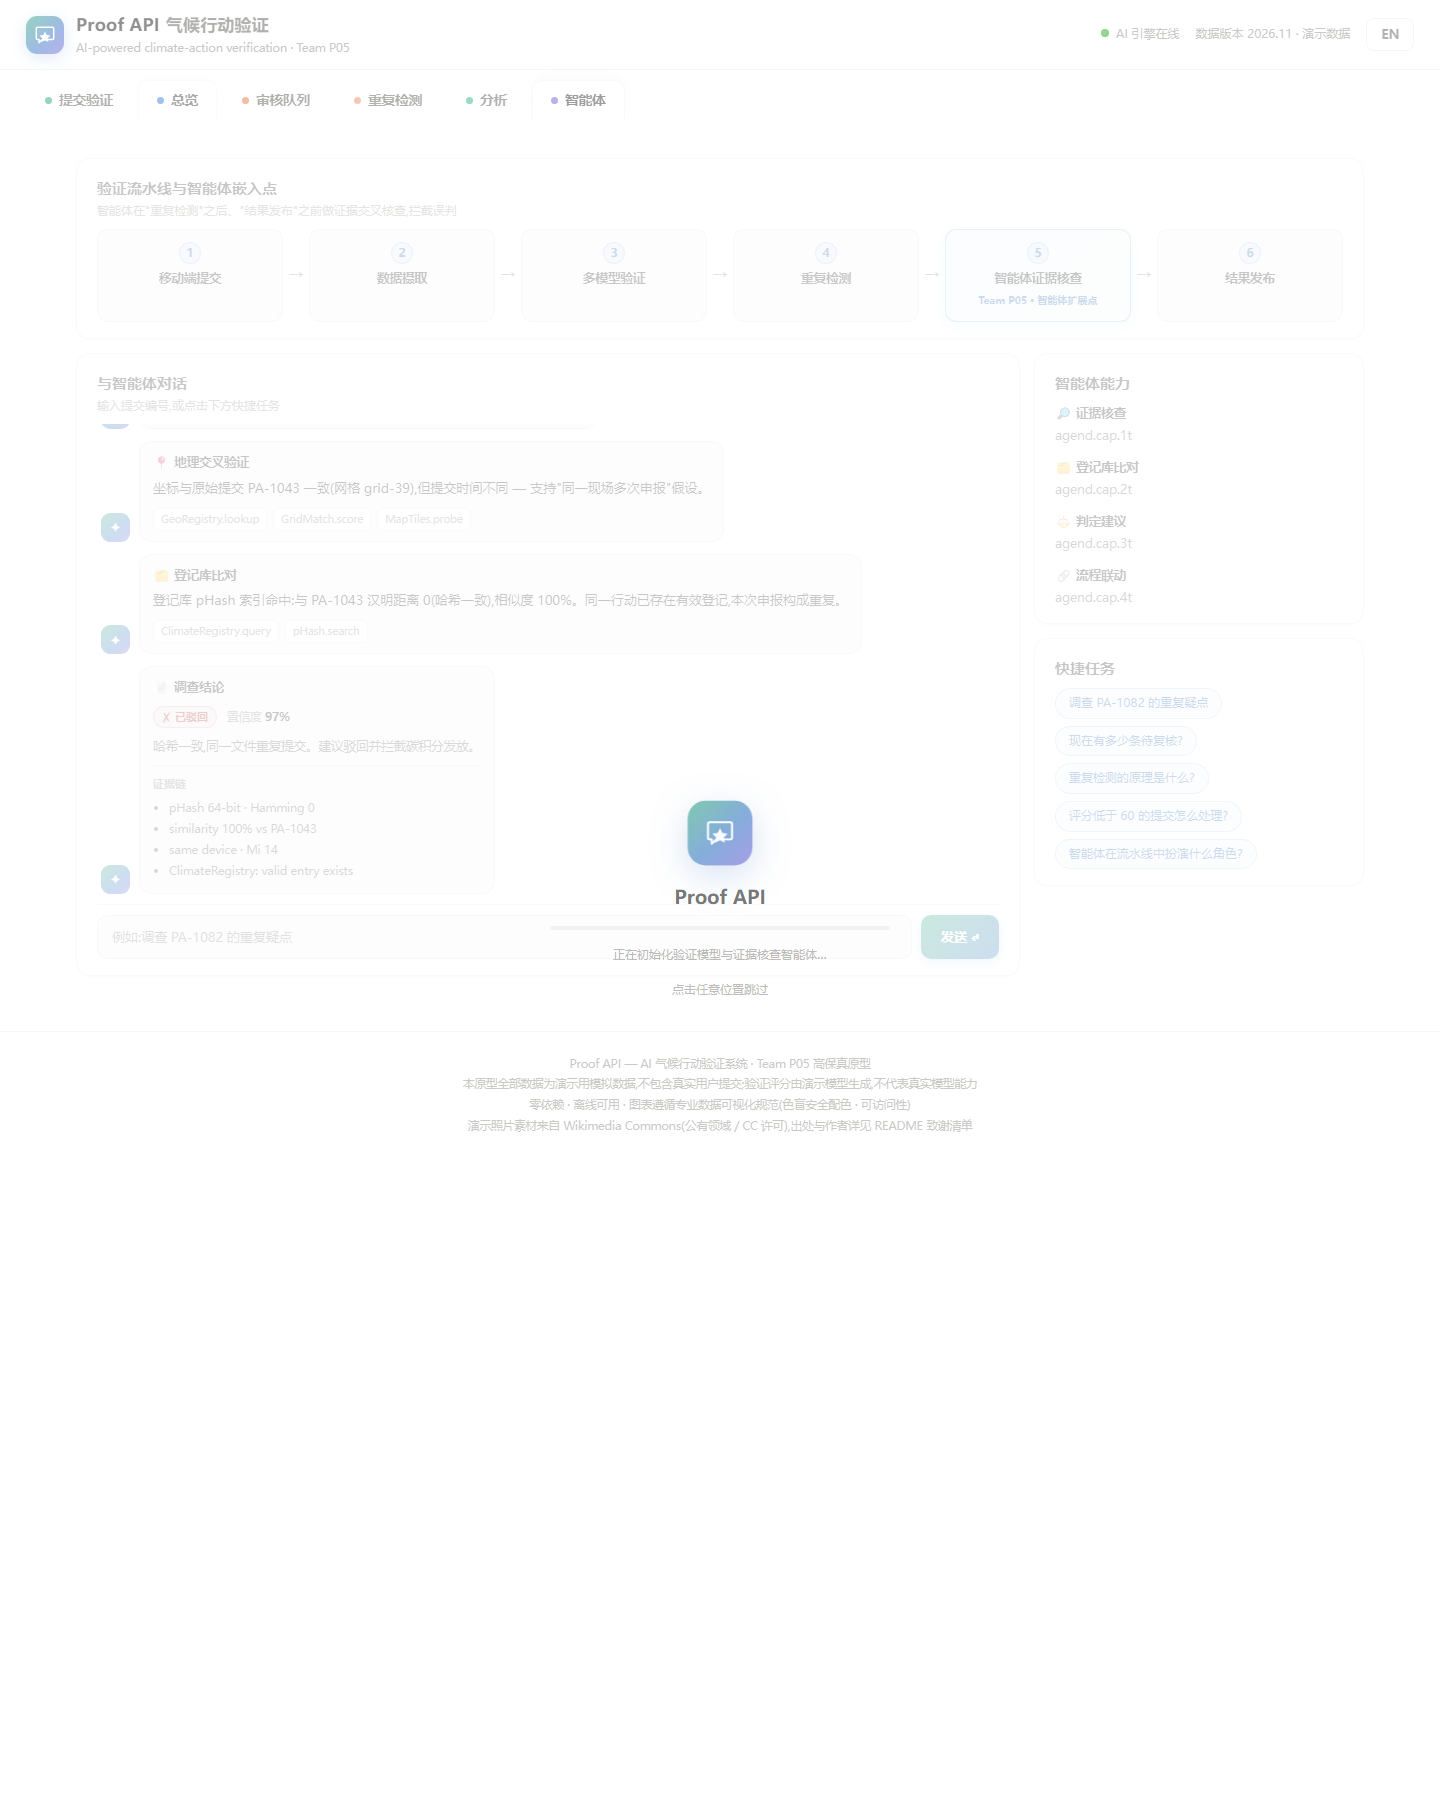 Proof API 气候行动验证
AI-powered climate-action verification · Team P05
AI 引擎在线
数据版本 2026.11 · 演示数据
EN
提交验证
总览
审核队列
重复检测
分析
智能体
验证流水线与智能体嵌入点
智能体在"重复检测"之后、"结果发布"之前做证据交叉核查,拦截误判
1
移动端提交
→
2
数据摄取
→
3
多模型验证
→
4
重复检测
→
5
智能体证据核查
Team P05 • 智能体扩展点
→
6
结果发布
与智能体对话
输入提交编号,或点击下方快捷任务
地理交叉验证
坐标与原始提交 PA-1043 一致(网格 grid-39),但提交时间不同 — 支持"同一现场多次申报"假设。
GeoRegistry.lookup
GridMatch.score
MapTiles.probe
登记库比对
登记库 pHash 索引命中:与 PA-1043 汉明距离 0(哈希一致),相似度 100%。同一行动已存在有效登记,本次申报构成重复。
ClimateRegistry.query
pHash.search
调查结论
✗ 已驳回
置信度 97%
哈希一致,同一文件重复提交。建议驳回并拦截碳积分发放。
证据链
• pHash 64-bit · Hamming 0
• similarity 100% vs PA-1043
• same device · Mi 14
• ClimateRegistry: valid entry exists
例如:调查 PA-1082 的重复疑点
发送 ⏎
智能体能力
证据核查
agend.cap.1t
登记库比对
agend.cap.2t
判定建议
agend.cap.3t
流程联动
agend.cap.4t
快捷任务
调查 PA-1082 的重复疑点
现在有多少条待复核?
重复检测的原理是什么?
评分低于 60 的提交怎么处理?
智能体在流水线中扮演什么角色?
Proof API
正在初始化验证模型与证据核查智能体...
点击任意位置跳过
Proof API — AI 气候行动验证系统 · Team P05 高保真原型
本原型全部数据为演示用模拟数据,不包含真实用户提交;验证评分由演示模型生成,不代表真实模型能力
零依赖 · 离线可用 · 图表遵循专业数据可视化规范(色盲安全配色 · 可访问性)
演示照片素材来自 Wikimedia Commons(公有领域 / CC 许可),出处与作者详见 README 致谢清单